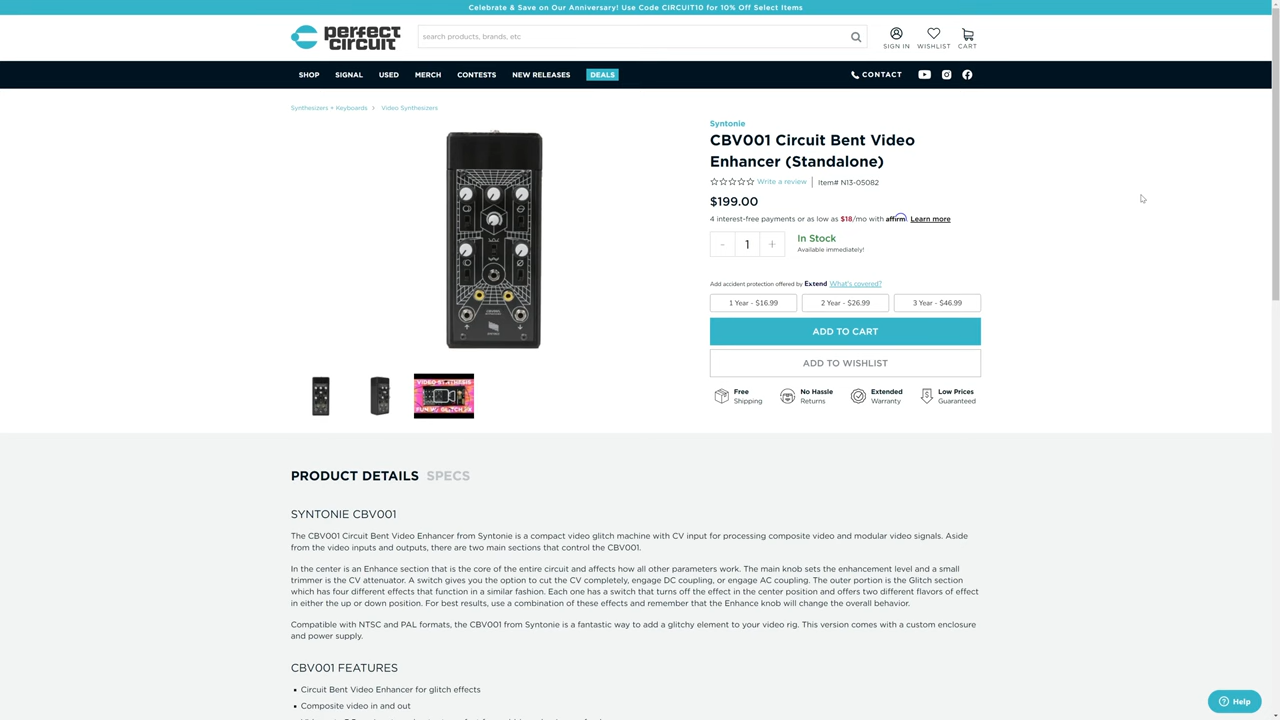 Celebrate & Save on Our Anniversary! Use Code CIRCUIT10 for 10% Off Select Items
perfect circuit
search products, brands, etc
SIGN IN WISHLIST CART
SHOP SIGNAL USED MERCH CONTESTS NEW RELEASES DEALS CONTACT
Synthesizers + Keyboards > Video Synthesizers
Syntonie
CBV001 Circuit Bent Video
Enhancer (Standalone)
Write a review | Item# N13-05082
$199.00
4 interest-free payments or as low as $18/mo with affirm. Learn more
- 1 + In Stock
Available immediately!
Add accident protection offered by Extend What's covered?
1 Year - $16.99 2 Year - $26.99 3 Year - $46.99
ADD TO CART
ADD TO WISHLIST
Free Shipping
No Hassle Returns
Extended Warranty
Low Prices Guaranteed
PRODUCT DETAILS SPECS
SYNTONIE CBV001
The CBV001 Circuit Bent Video Enhancer from Syntonie is a compact video glitch machine with CV input for processing composite video and modular video signals. Aside
from the video inputs and outputs, there are two main sections that control the CBV001.
In the center is an Enhance section that is the core of the entire circuit and affects how all other parameters work. The main knob sets the enhancement level and a small
trimmer is the CV attenuator. A switch gives you the option to cut the CV completely, engage DC coupling, or engage AC coupling. The outer portion is the Glitch section
which has four different effects that function in a similar fashion. Each one has a switch that turns off the effect in the center position and offers two different flavors of effect
in either the up or down position. For best results, use a combination of these effects and remember that the Enhance knob will change the overall behavior.
Compatible with NTSC and PAL formats, the CBV001 from Syntonie is a fantastic way to add a glitchy element to your video rig. This version comes with a custom enclosure
and power supply.
CBV001 FEATURES
Circuit Bent Video Enhancer for glitch effects
Composite video in and out
Help